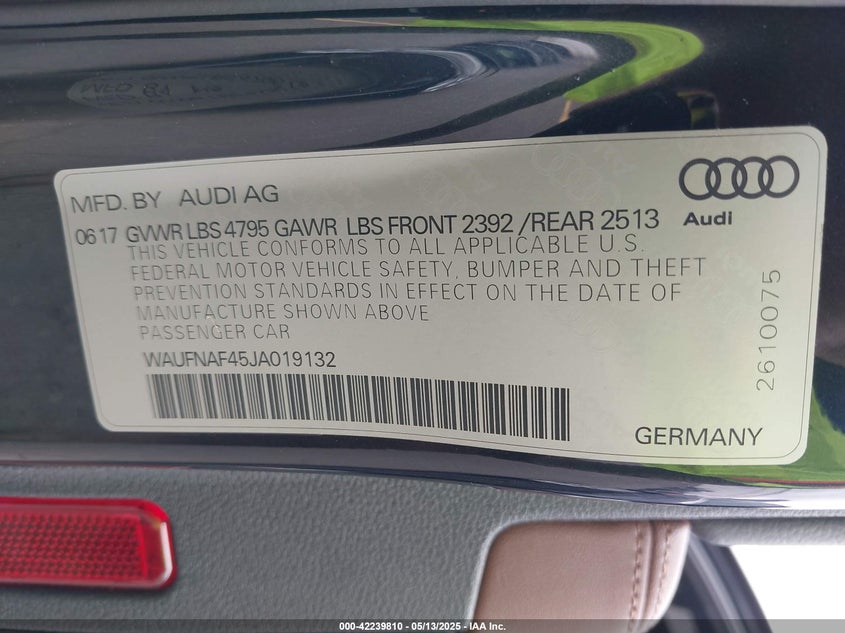 MFD. BY AUDI AG
Audi
06 17 GVWR LBS 4795 GAWR LBS FRONT 2392 /REAR 2513
THIS VEHICLE CONFORMS TO ALL APPLICABLE U.S.
FEDERAL MOTOR VEHICLE SAFETY, BUMPER AND THEFT
PREVENTION STANDARDS IN EFFECT ON THE DATE OF
MANUFACTURE SHOWN ABOVE
PASSENGER CAR
WAUFNAF45JA019132
2610075
GERMANY
000-42239810 - 05/13/2025 - IAA, Inc.